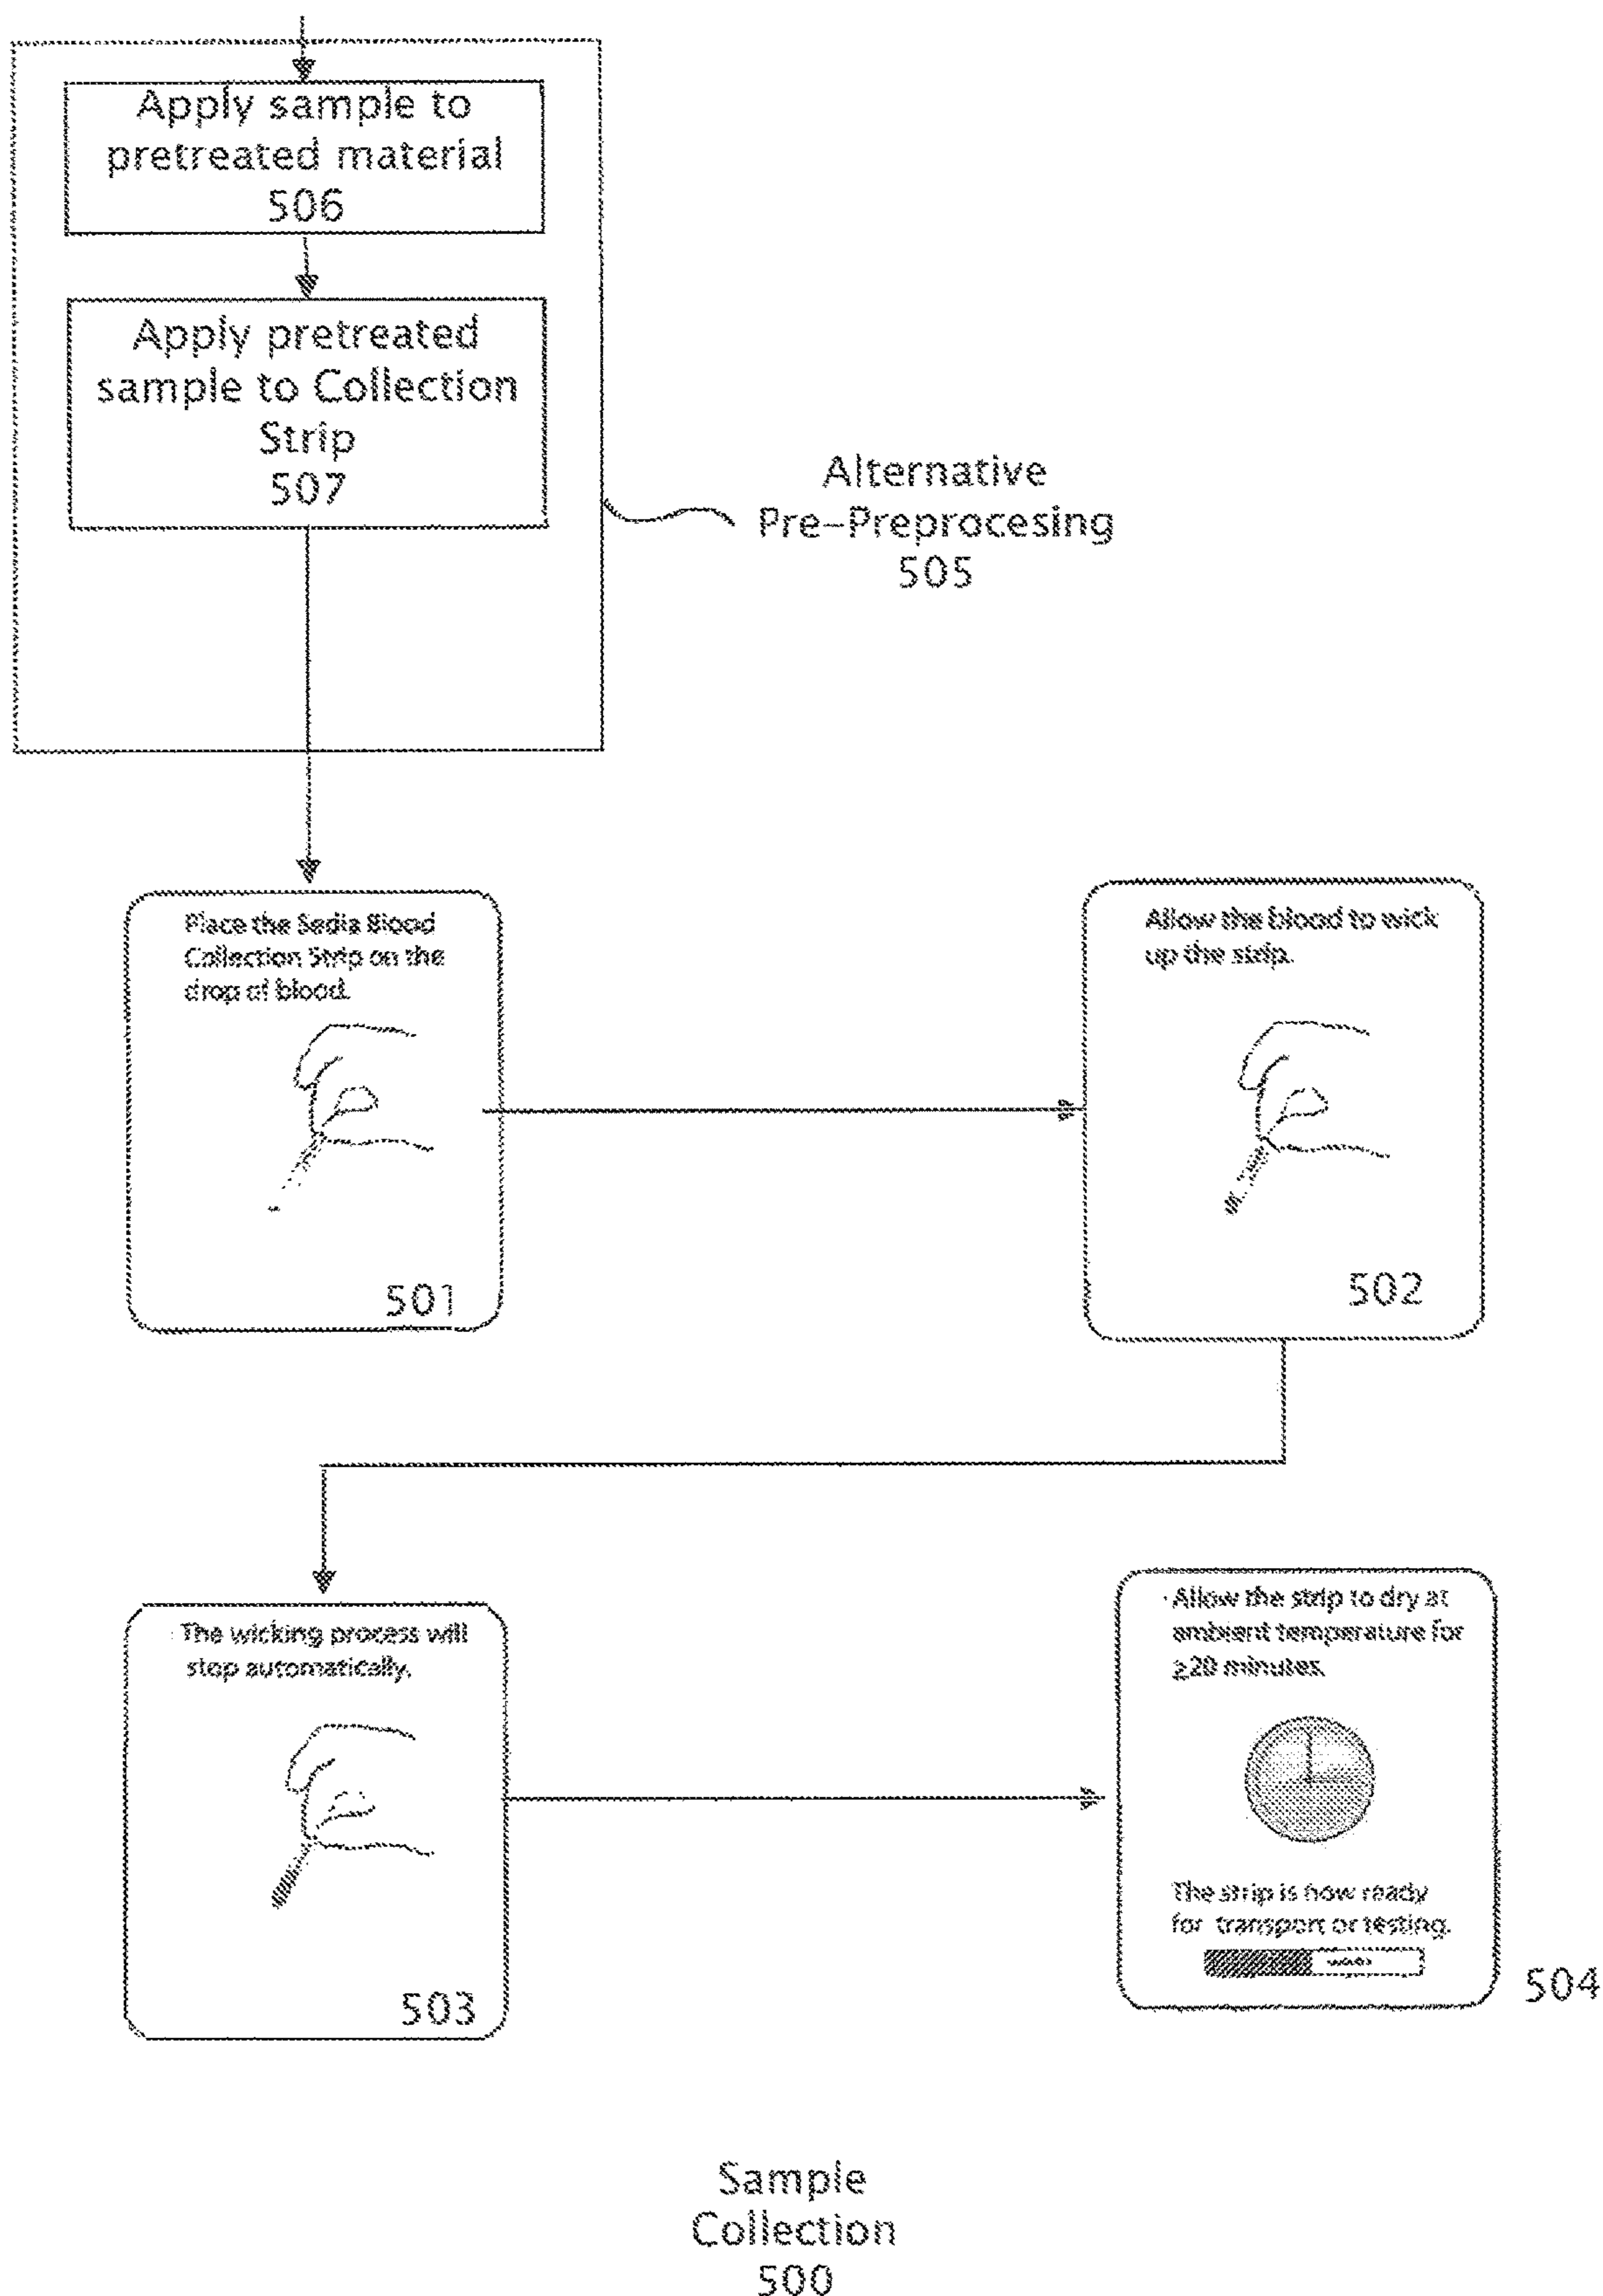 Apply sample to
pretreated material
506
Apply pretreated
sample to Collection
Strip
507
Alternative
Pre-Preprocesing
505
Place the Sedia Blood
Collection Strip on the
drop of blood.
501
Allow the blood to wick
up the strip.
502
The wicking process will
stop automatically.
503
Allow the strip to dry at
ambient temperature for
≥20 minutes.
The strip is now ready
for transport or testing.
504
Sample
Collection
500